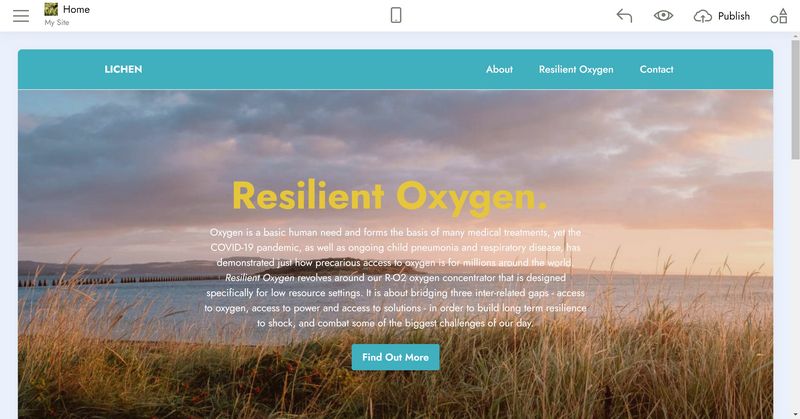 Home
My Site
Publish
LICHEN
About Resilient Oxygen Contact
Resilient Oxygen.
Oxygen is a basic human need and forms the basis of many medical treatments, yet the
COVID-19 pandemic, as well as ongoing child pneumonia and respiratory disease, has
demonstrated just how precarious access to oxygen is for millions around the world.
Resilient Oxygen revolves around our R-O2 oxygen concentrator that is designed
specifically for low resource settings. It is about bridging three inter-related gaps - access
to oxygen, access to power and access to solutions - in order to build long term resilience
to shock, and combat some of the biggest challenges of our day.
Find Out More